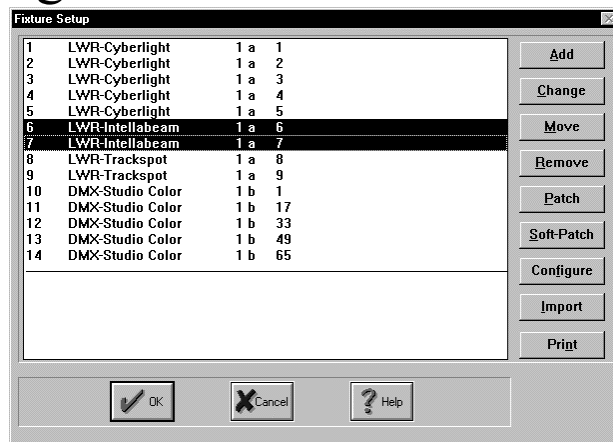 Fixture Setup
1 LWR-Cyberlight 1 a 1
2 LWR-Cyberlight 1 a 2
3 LWR-Cyberlight 1 a 3
4 LWR-Cyberlight 1 a 4
5 LWR-Cyberlight 1 a 5
6 LWR-Intellabeam 1 a 6
7 LWR-Intellabeam 1 a 7
8 LWR-Trackspot 1 a 8
9 LWR-Trackspot 1 a 9
10 DMX-Studio Color 1 b 1
11 DMX-Studio Color 1 b 17
12 DMX-Studio Color 1 b 33
13 DMX-Studio Color 1 b 49
14 DMX-Studio Color 1 b 65
Add
Change
Move
Remove
Patch
Soft-Patch
Configure
Import
Print
OK
Cancel
Help